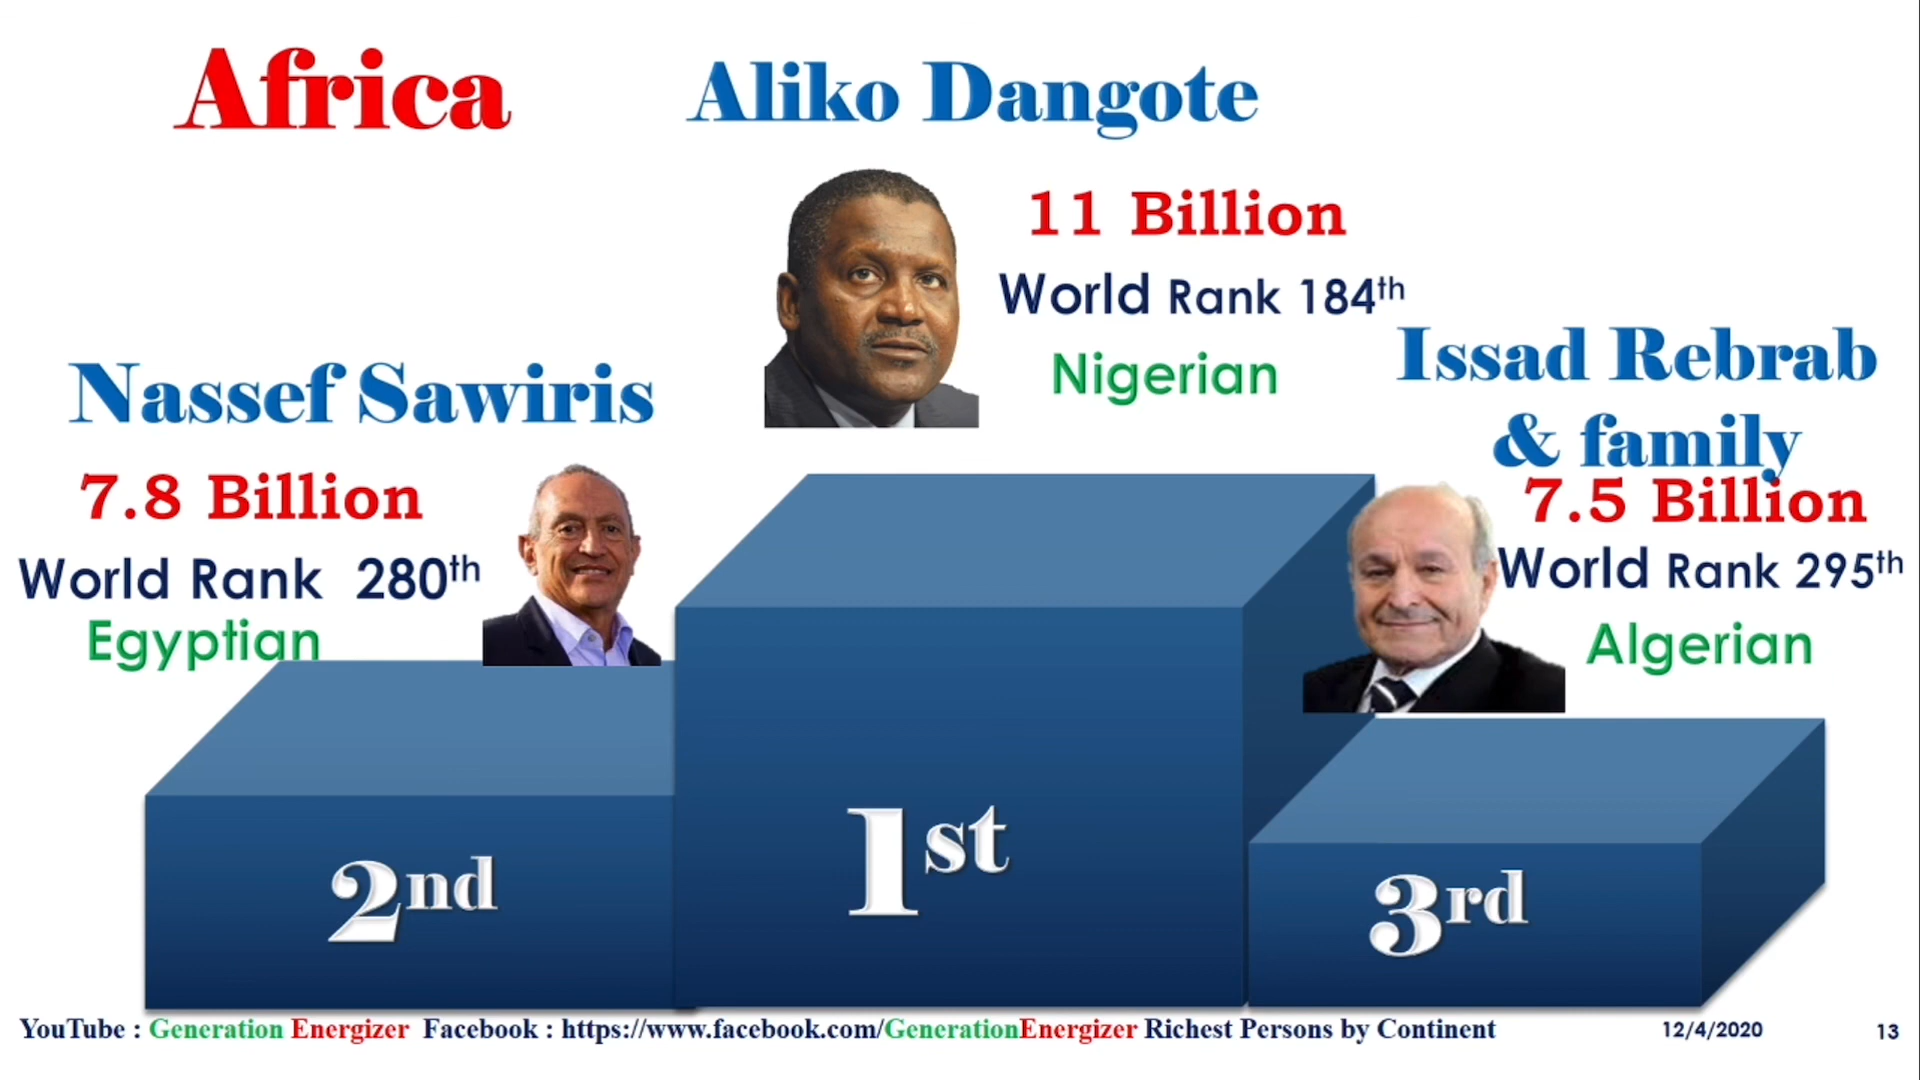 Africa
Aliko Dangote
11 Billion
World Rank 184th
Nigerian
Nassef Sawiris
7.8 Billion
World Rank 280th
Egyptian
Issad Rebrab
& family
7.5 Billion
World Rank 295th
Algerian
2nd
1st
3rd
YouTube : Generation Energizer Facebook : https://www.facebook.com/GenerationEnergizer Richest Persons by Continent 12/4/2020 13